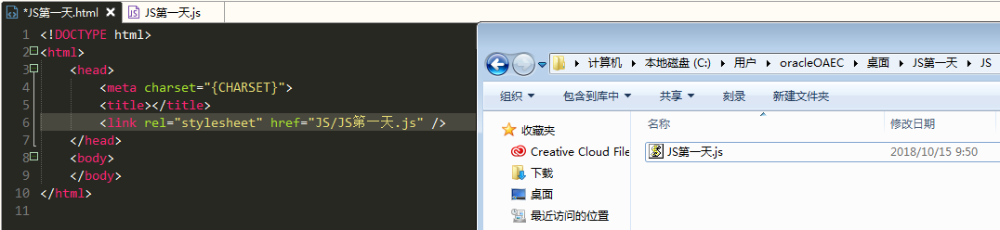 *JS第一天.html
JS第一天.js
1 <!DOCTYPE html>
2 <html>
3 <head>
4 <meta charset="{CHARSET}">
5 <title></title>
6 <link rel="stylesheet" href="JS/JS第一天.js" />
7 </head>
8 <body>
9 </body>
10 </html>
11
计算机 本地磁盘 (C:) 用户 oracleOAEC 桌面 JS第一天 JS
组织 包含到库中 共享 刻录 新建文件夹
收藏夹
Creative Cloud File
下载
桌面
最近访问的位置
名称 修改日期
JS第一天.js 2018/10/15 9:50